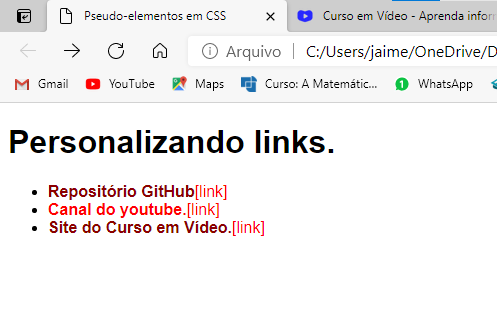 Pseudo-elementos em CSS
Curso em Vídeo - Aprenda infor
Arquivo
C:/Users/jaime/OneDrive/D
Gmail YouTube Maps Curso: A Matemátic... WhatsApp
Personalizando links.
Repositório GitHub[link]
Canal do youtube.[link]
Site do Curso em Vídeo.[link]